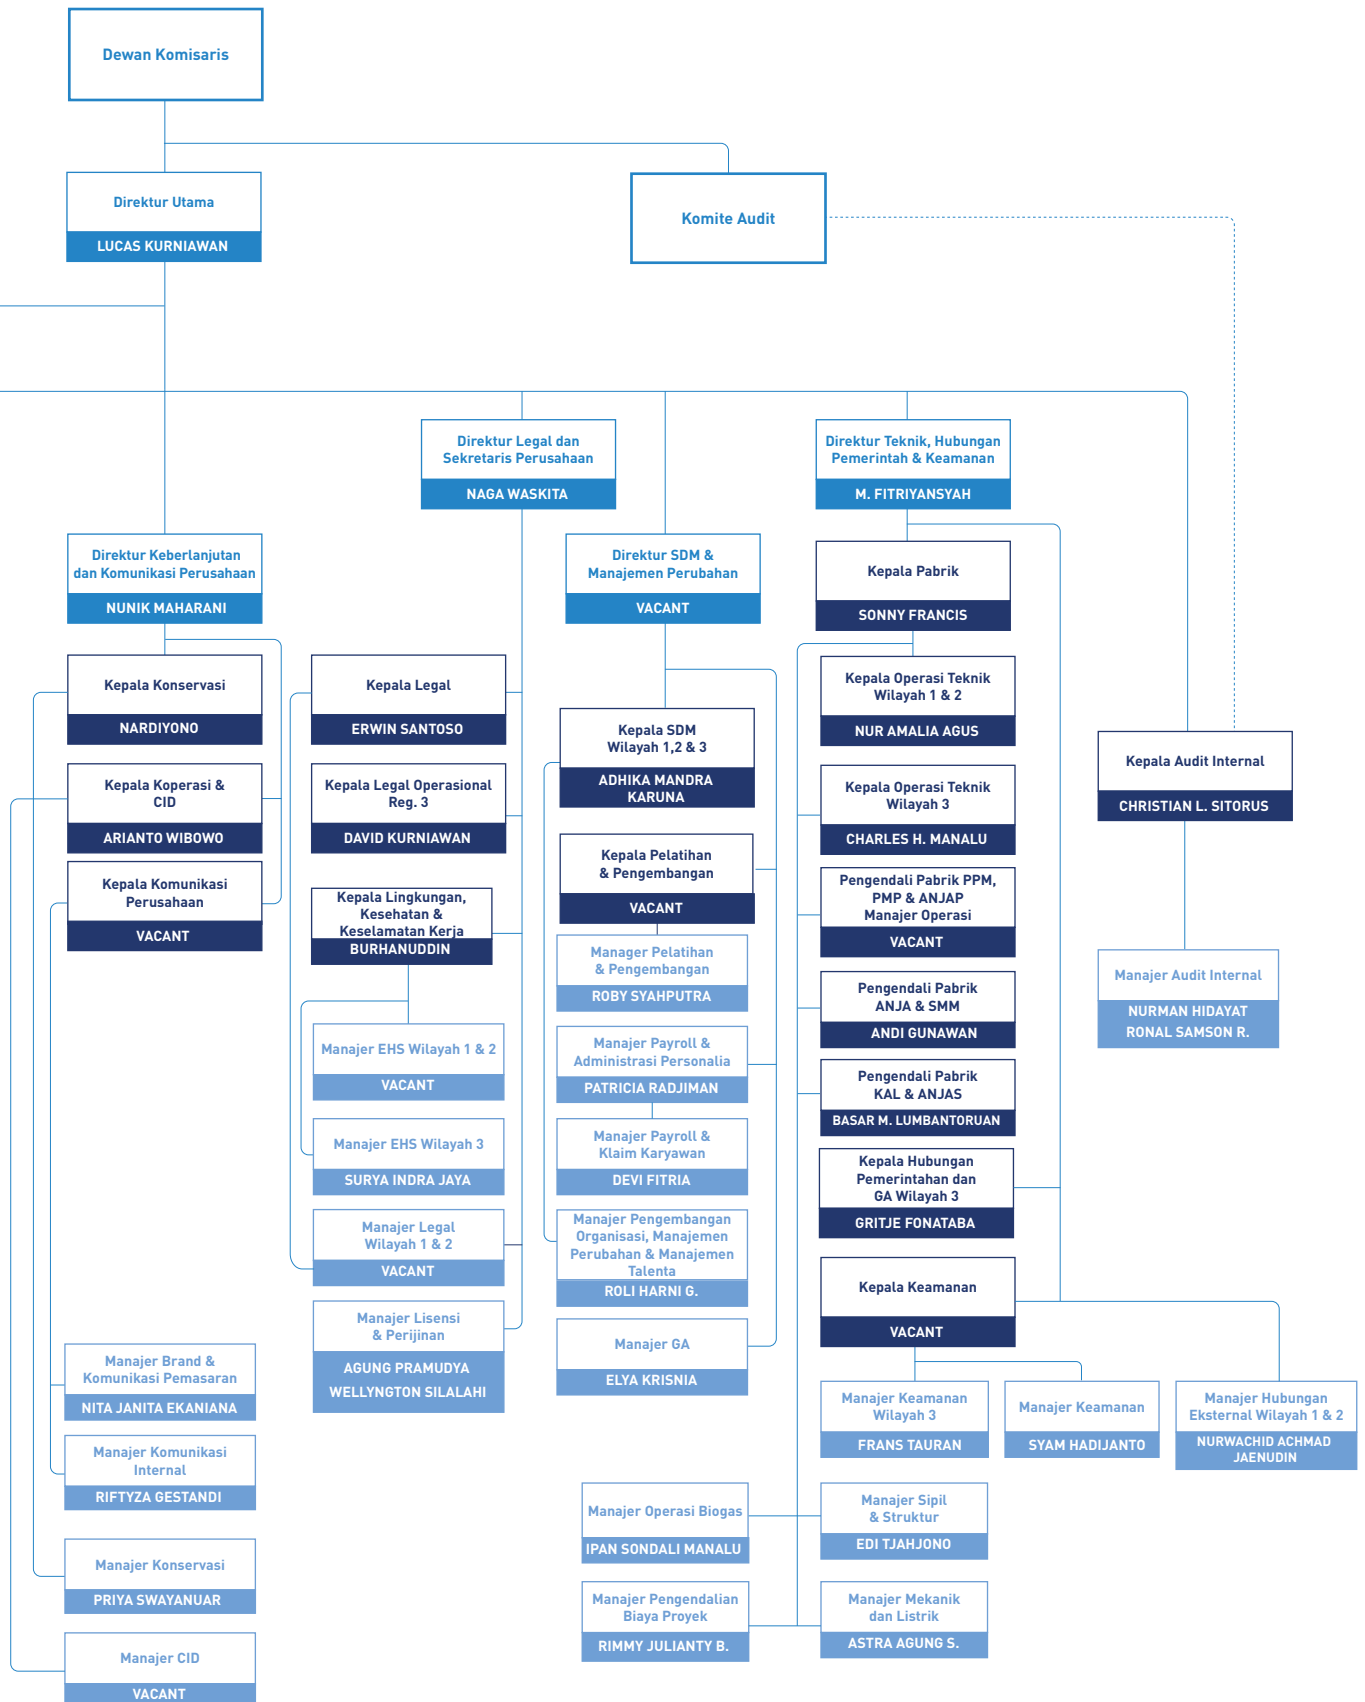 Dewan Komisaris
Direktur Utama
LUCAS KURNIAWAN
Komite Audit
Direktur Legal dan
Sekretaris Perusahaan
NAGA WASKITA
Direktur Teknik, Hubungan
Pemerintah & Keamanan
M. FITRIYANSYAH
Direktur Keberlanjutan
dan Komunikasi Perusahaan
NUNIK MAHARANI
Direktur SDM &
Manajemen Perubahan
VACANT
Kepala Pabrik
SONNY FRANCIS
Kepala Konservasi
NARDIYONO
Kepala Koperasi &
CID
ARIANTO WIBOWO
Kepala Komunikasi
Perusahaan
VACANT
Kepala Legal
ERWIN SANTOSO
Kepala Legal Operasional
Reg. 3
DAVID KURNIAWAN
Kepala Lingkungan,
Kesehatan &
Keselamatan Kerja
BURHANUDDIN
Manajer EHS Wilayah 1 & 2
VACANT
Manajer EHS Wilayah 3
SURYA INDRA JAYA
Manajer Legal
Wilayah 1 & 2
VACANT
Manajer Lisensi
& Perijinan
AGUNG PRAMUDYA
WELLYNGTON SILALAHI
Kepala SDM
Wilayah 1,2 & 3
ADHIKA MANDRA
KARUNA
Kepala Pelatihan
& Pengembangan
VACANT
Manager Pelatihan
& Pengembangan
ROBY SYAHPUTRA
Manajer Payroll &
Administrasi Personalia
PATRICIA RADJIMAN
Manajer Payroll &
Klaim Karyawan
DEVI FITRIA
Manajer Pengembangan
Organisasi, Manajemen
Perubahan & Manajemen
Talenta
ROLI HARNI G.
Manajer GA
ELYA KRISNIA
Kepala Operasi Teknik
Wilayah 1 & 2
NUR AMALIA AGUS
Kepala Operasi Teknik
Wilayah 3
CHARLES H. MANALU
Pengendali Pabrik PPM,
PMP & ANJAP
Manajer Operasi
VACANT
Pengendali Pabrik
ANJA & SMM
ANDI GUNAWAN
Pengendali Pabrik
KAL & ANJAS
BASAR M. LUMBANTORUAN
Kepala Hubungan
Pemerintahan dan
GA Wilayah 3
GRITJE FONATABA
Kepala Keamanan
VACANT
Kepala Audit Internal
CHRISTIAN L. SITORUS
Manajer Audit Internal
NURMAN HIDAYAT
RONAL SAMSON R.
Manajer Keamanan
Wilayah 3
FRANS TAURAN
Manajer Keamanan
SYAM HADIJANTO
Manajer Hubungan
Eksternal Wilayah 1 & 2
NURWACHID ACHMAD
JAENUDIN
Manajer Brand &
Komunikasi Pemasaran
NITA JANITA EKANIANA
Manajer Komunikasi
Internal
RIFTYZA GESTANDI
Manajer Konservasi
PRIYA SWAYANUAR
Manajer CID
VACANT
Manajer Operasi Biogas
IPAN SONDALI MANALU
Manajer Sipil
& Struktur
EDI TJAHJONO
Manajer Pengendalian
Biaya Proyek
RIMMY JULIANTY B.
Manajer Mekanik
dan Listrik
ASTRA AGUNG S.